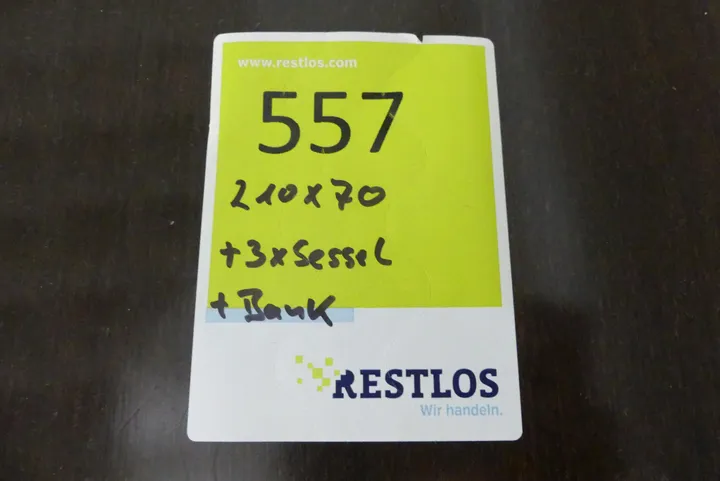 www.restlos.com
557
210x70
+3xSessel
+Bank
RESTLOS
Wir handeln.